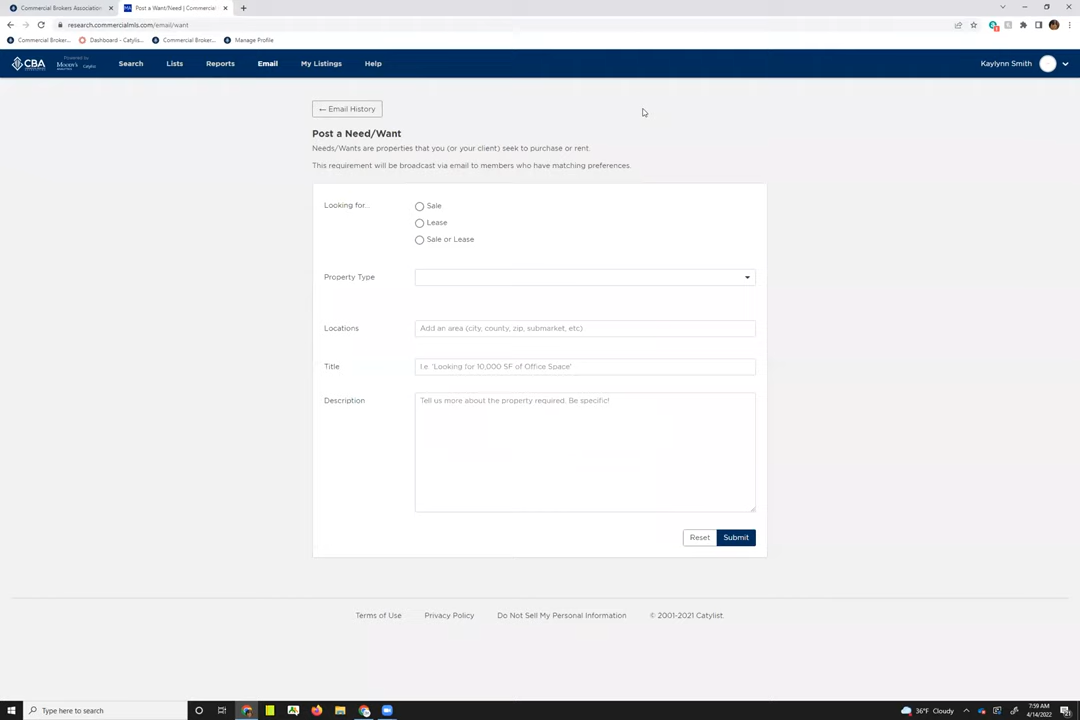 Commercial Brokers Association
Post a Want/Need | Commercial
research.commercialmls.com/email/want
Commercial Broker...
Dashboard - Catylis...
Commercial Broker...
Manage Profile
CBA
Powered by
Moody's
Catylist
Search
Lists
Reports
Email
My Listings
Help
Kaylynn Smith
← Email History
Post a Need/Want
Needs/Wants are properties that you (or your client) seek to purchase or rent.
This requirement will be broadcast via email to members who have matching preferences.
Looking for...
Sale
Lease
Sale or Lease
Property Type
Locations
Add an area (city, county, zip, submarket, etc)
Title
I.e. 'Looking for 10,000 SF of Office Space'
Description
Tell us more about the property required. Be specific!
Reset
Submit
Terms of Use
Privacy Policy
Do Not Sell My Personal Information
© 2001-2021 Catylist.
Type here to search
36°F Cloudy
7:59 AM
4/14/2022